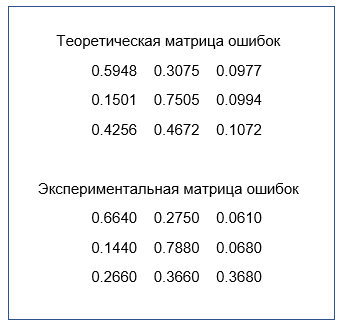 Теоретическая матрица ошибок
0.5948 0.3075 0.0977
0.1501 0.7505 0.0994
0.4256 0.4672 0.1072
Экспериментальная матрица ошибок
0.6640 0.2750 0.0610
0.1440 0.7880 0.0680
0.2660 0.3660 0.3680